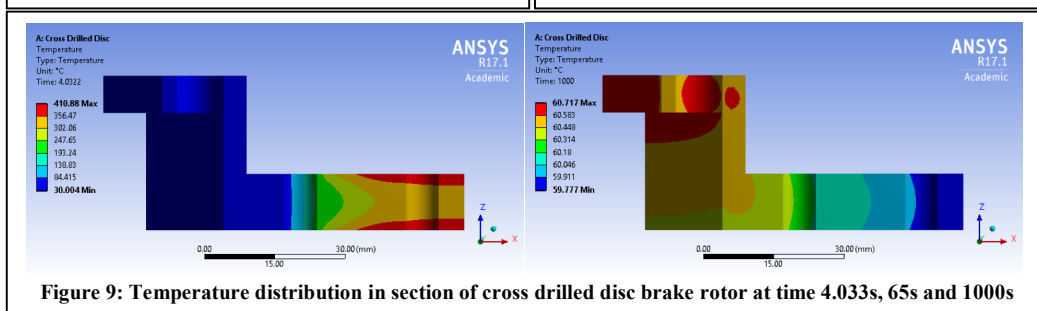 A: Cross Drilled Disc
Temperature
Type: Temperature
Unit: °C
Time: 4.0322
410.88 Max
356.47
302.06
247.65
193.24
138.83
84.415
30.004 Min
ANSYS
R17.1
Academic
Z
Y
X
0.00
30.00 (mm)
15.00
A: Cross Drilled Disc
Temperature
Type: Temperature
Unit: °C
Time: 1000
60.717 Max
60.583
60.448
60.314
60.18
60.046
59.911
59.777 Min
ANSYS
R17.1
Academic
Z
Y
X
0.00
30.00 (mm)
15.00
Figure 9: Temperature distribution in section of cross drilled disc brake rotor at time 4.033s, 65s and 1000s